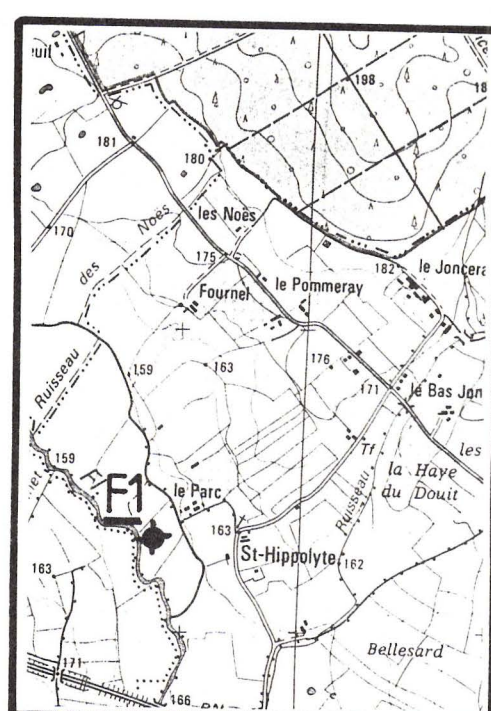 euil
198
181
180
les Noës
170
Ruisseau des Noës
175
182
le Joncera
Fournel
le Pommeray
159
163
176
171
le Bas Jon
les
159
Tf
la Haye
du Douit
Ruisseau
F1
le Parc
163
St-Hippolyte
162
163
Bellesard
171
166